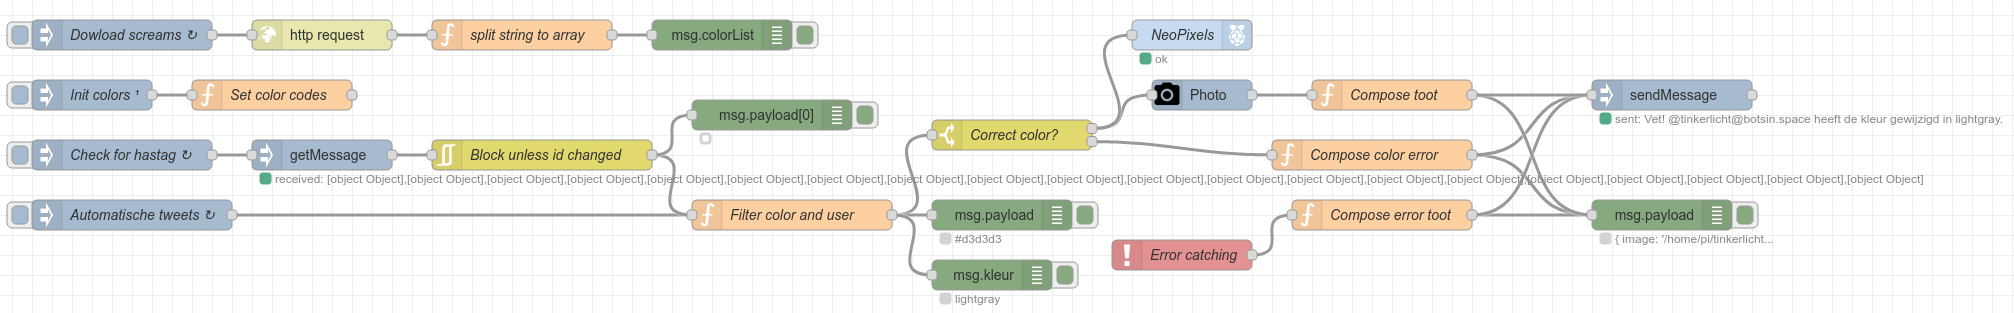 Dowload screams ↻
http request
split string to array
msg.colorList
NeoPixels
ok
Init colors ¹
Set color codes
Photo
Compose toot
sendMessage
sent: Vet! @tinkerlicht@botsin.space heeft de kleur gewijzigd in lightgray.
msg.payload[0]
Correct color?
Check for hastag ↻
getMessage
Block unless id changed
Compose color error
received: [object Object],[object Object],[object Object],[object Object],[object Object],[object Object],[object Object],[object Object],[object Object],[object Object],[object Object],[object Object],[object Object],[object Object],[object Object],[object Object],[object Object],[object Object],[object Object],[object Object]
Automatische tweets ↻
Filter color and user
msg.payload
#d3d3d3
Compose error toot
msg.payload
{ image: '/home/pi/tinkerlicht...
Error catching
msg.kleur
lightgray